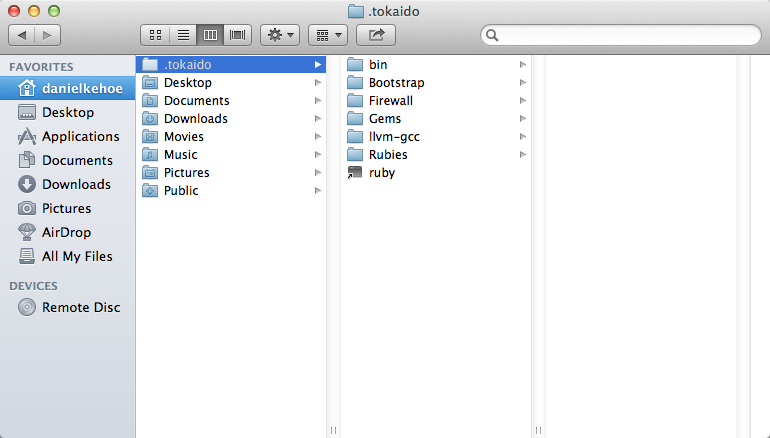 .tokaido
FAVORITES
danielkehoe
Desktop
Applications
Documents
Downloads
Pictures
AirDrop
All My Files
DEVICES
Remote Disc
.tokaido
Desktop
Documents
Downloads
Movies
Music
Pictures
Public
bin
Bootstrap
Firewall
Gems
llvm-gcc
Rubies
ruby